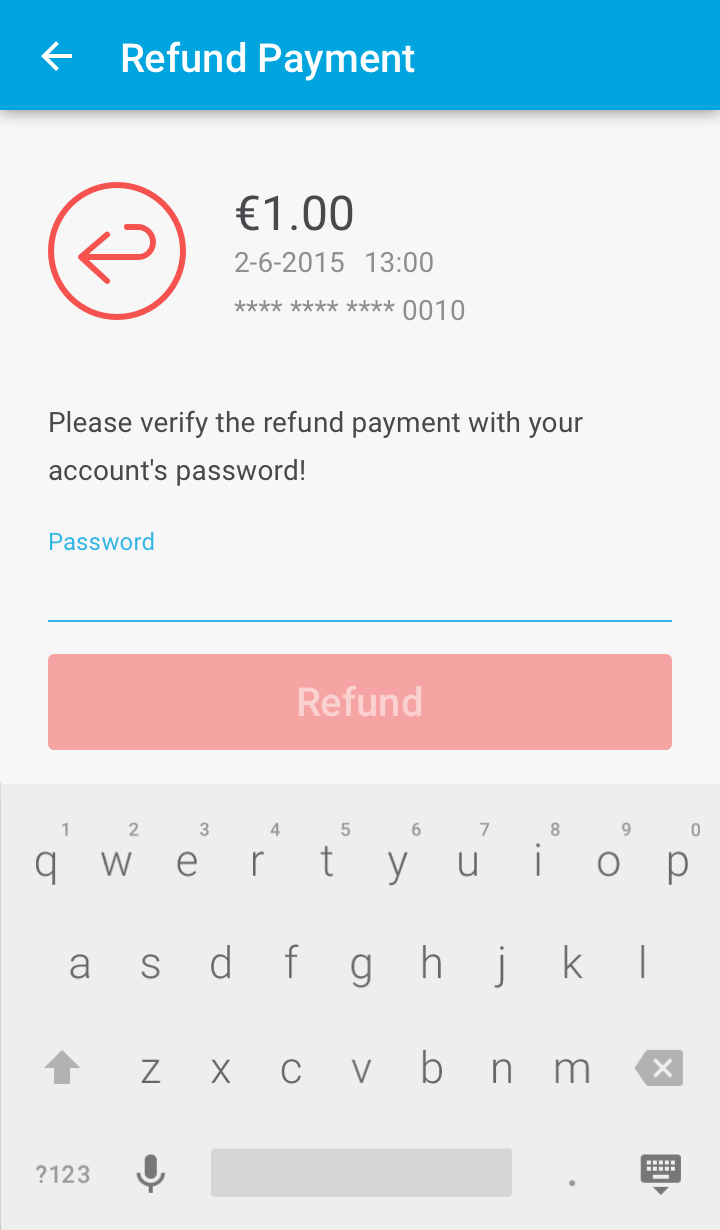 Refund Payment
€1.00
2-6-2015 13:00
**** **** **** 0010
Please verify the refund payment with your
account's password!
Password
Refund
1 2 3 4 5 6 7 8 9 0
q w e r t y u i o p
a s d f g h j k l
z x c v b n m
?123 .